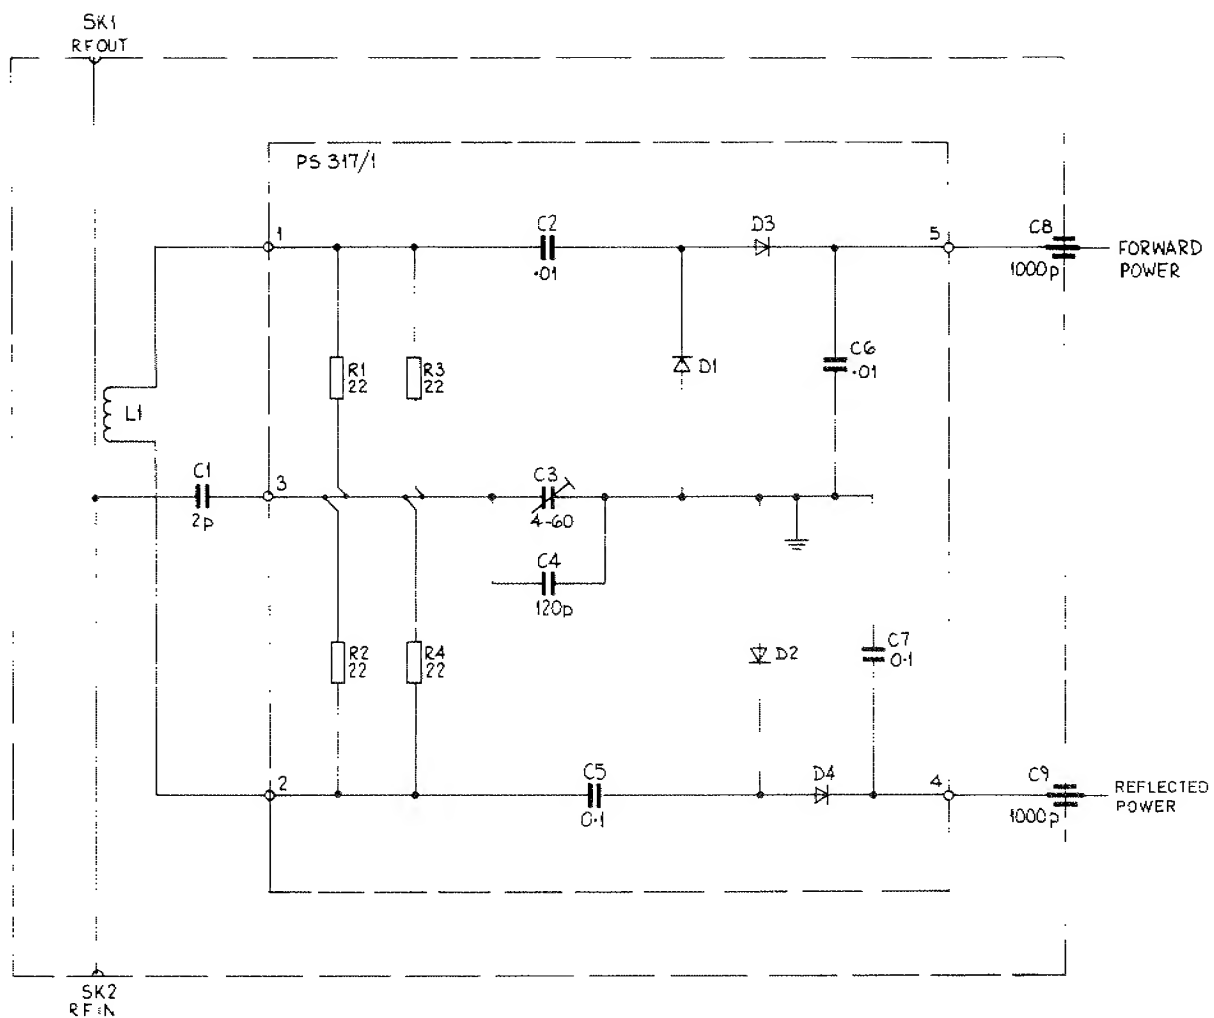 SK1
RF OUT
PS 317/1
1
C2
.01
D3
5
C8
1000p
FORWARD
POWER
R1
22
R3
22
D1
C6
.01
L1
C1
2p
3
C3
4-60
C4
120p
R2
22
R4
22
D2
C7
0.1
2
C5
0.1
D4
4
C9
1000p
REFLECTED
POWER
SK2
RF IN